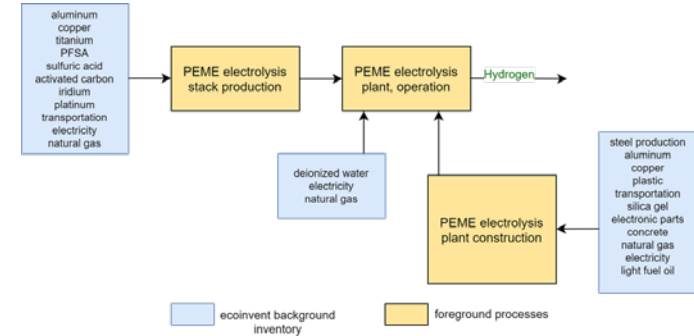 aluminum
copper
titanium
PFSA
sulfuric acid
activated carbon
iridium
platinum
transportation
electricity
natural gas
PEME electrolysis
stack production
PEME electrolysis
plant, operation
Hydrogen
deionized water
electricity
natural gas
PEME electrolysis
plant construction
steel production
aluminum
copper
plastic
transportation
silica gel
electronic parts
concrete
natural gas
electricity
light fuel oil
ecoinvent background
inventory
foreground processes